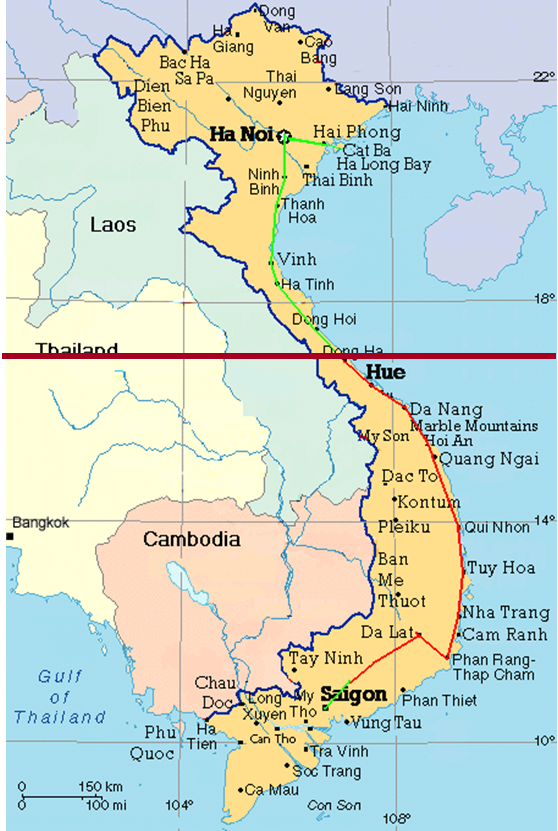 Dong
Van
Ha
Giang
Cao
Bang
Bac Ha
Sa Pa
22°
Thai
Nguyen
Lang Son
Dien
Bien
Phu
Hai Ninh
Ha Noi
Hai Phong
Cat Ba
Ha Long Bay
Ninh
Binh
Thai Binh
Thanh
Hoa
Laos
Vinh
Ha Tinh
18°
Dong Hoi
Thailand
Dong Ha
Hue
Da Nang
Marble Mountains
My Son
Hoi An
Quang Ngai
Dac To
Kontum
14°
Bangkok
Pleiku
Qui Nhon
Cambodia
Ban
Me
Thuot
Tuy Hoa
Nha Trang
Da Lat
Cam Ranh
Tay Ninh
Phan Rang-
Thap Cham
Gulf
of
Thailand
Chau
Doc
Long
Xuyen
My
Tho
Saigon
Phan Thiet
Vung Tau
Phu
Quoc
Ha
Tien
Can Tho
10°
Tra Vinh
Soc Trang
0 150 km
0 100 mi
Ca Mau
104°
Con Son
108°